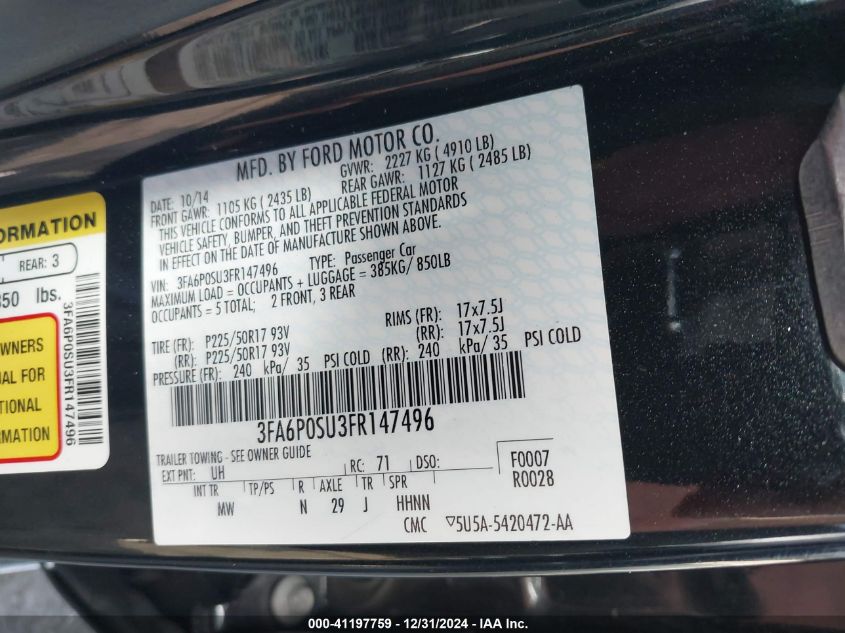 ORMATION
REAR: 3
350 lbs.
3FA6P0SU3FR147496
OWNERS
UAL FOR
TIONAL
RMATION
MFD. BY FORD MOTOR CO.
DATE: 10/14 GVWR: 2227 KG ( 4910 LB)
FRONT GAWR: 1105 KG ( 2435 LB) REAR GAWR: 1127 KG ( 2485 LB)
THIS VEHICLE CONFORMS TO ALL APPLICABLE FEDERAL MOTOR
VEHICLE SAFETY, BUMPER, AND THEFT PREVENTION STANDARDS
IN EFFECT ON THE DATE OF MANUFACTURE SHOWN ABOVE.
VIN: 3FA6P0SU3FR147496 TYPE: Passenger Car
MAXIMUM LOAD = OCCUPANTS + LUGGAGE = 385KG/ 850LB
OCCUPANTS = 5 TOTAL; 2 FRONT, 3 REAR
TIRE (FR): P225/50R17 93V RIMS (FR): 17x7.5J
(RR): P225/50R17 93V (RR): 17x7.5J
PRESSURE (FR): 240 kPa/ 35 PSI COLD (RR): 240 kPa/ 35 PSI COLD
3FA6P0SU3FR147496
TRAILER TOWING - SEE OWNER GUIDE
EXT PNT: UH RC: 71 DSO: F0007
INT TR TP/PS R AXLE TR SPR R0028
MW N 29 J HHNN
CMC ▽5U5A-5420472-AA
000-41197759 - 12/31/2024 - IAA Inc.